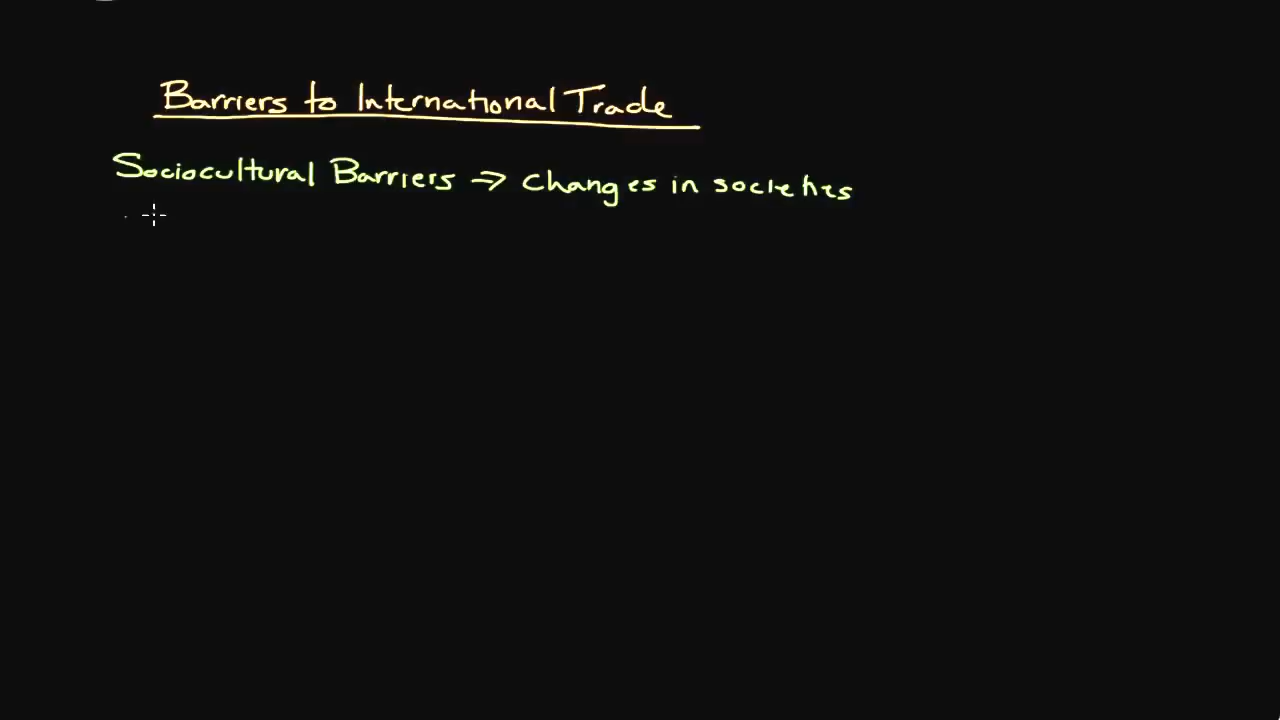 Barriers to International Trade
Sociocultural Barriers → Changes in societies